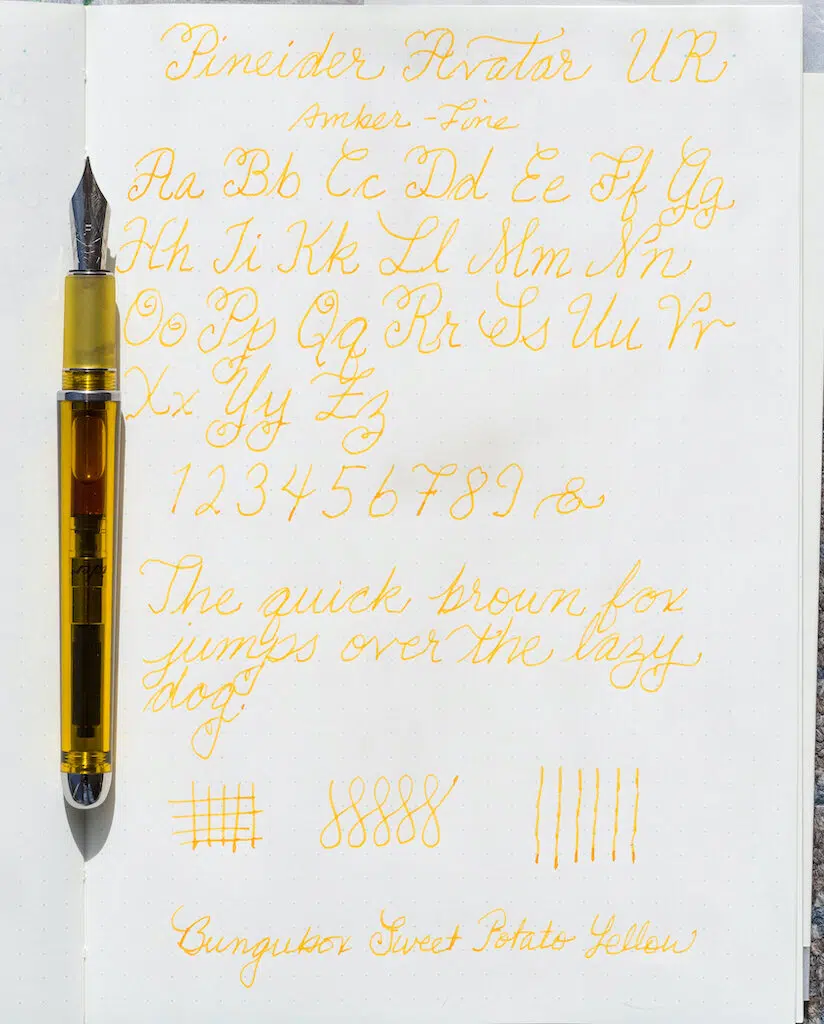 Pineider Avatar UR
Amber - Fine
Aa Bb Cc Dd Ee Ff Gg
Hh Ii Kk Ll Mm Nn
Oo Pp Qq Rr Ss Uu Vv
Xx Yy Zz
1 2 3 4 5 6 7 8 9 &
The quick brown fox
jumps over the lazy
dog.
Bungubox Sweet Potato Yellow